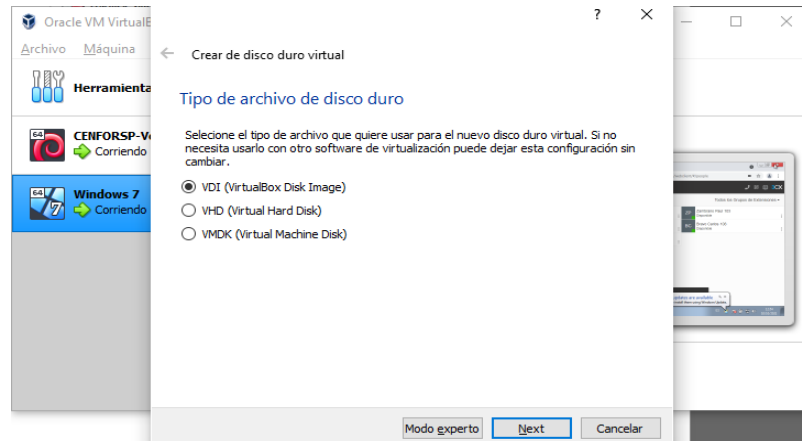 Oracle VM VirtualB
?
Archivo Máquina
Crear de disco duro virtual
Herramienta
Tipo de archivo de disco duro
64
CENFORSP-V
Corriendo
Selecione el tipo de archivo que quiere usar para el nuevo disco duro virtual. Si no
necesita usarlo con otro software de virtualización puede dejar esta configuración sin
cambiar.
64
Windows 7
Corriendo
VDI (VirtualBox Disk Image)
VHD (Virtual Hard Disk)
VMDK (Virtual Machine Disk)
Modo experto
Next
Cancelar